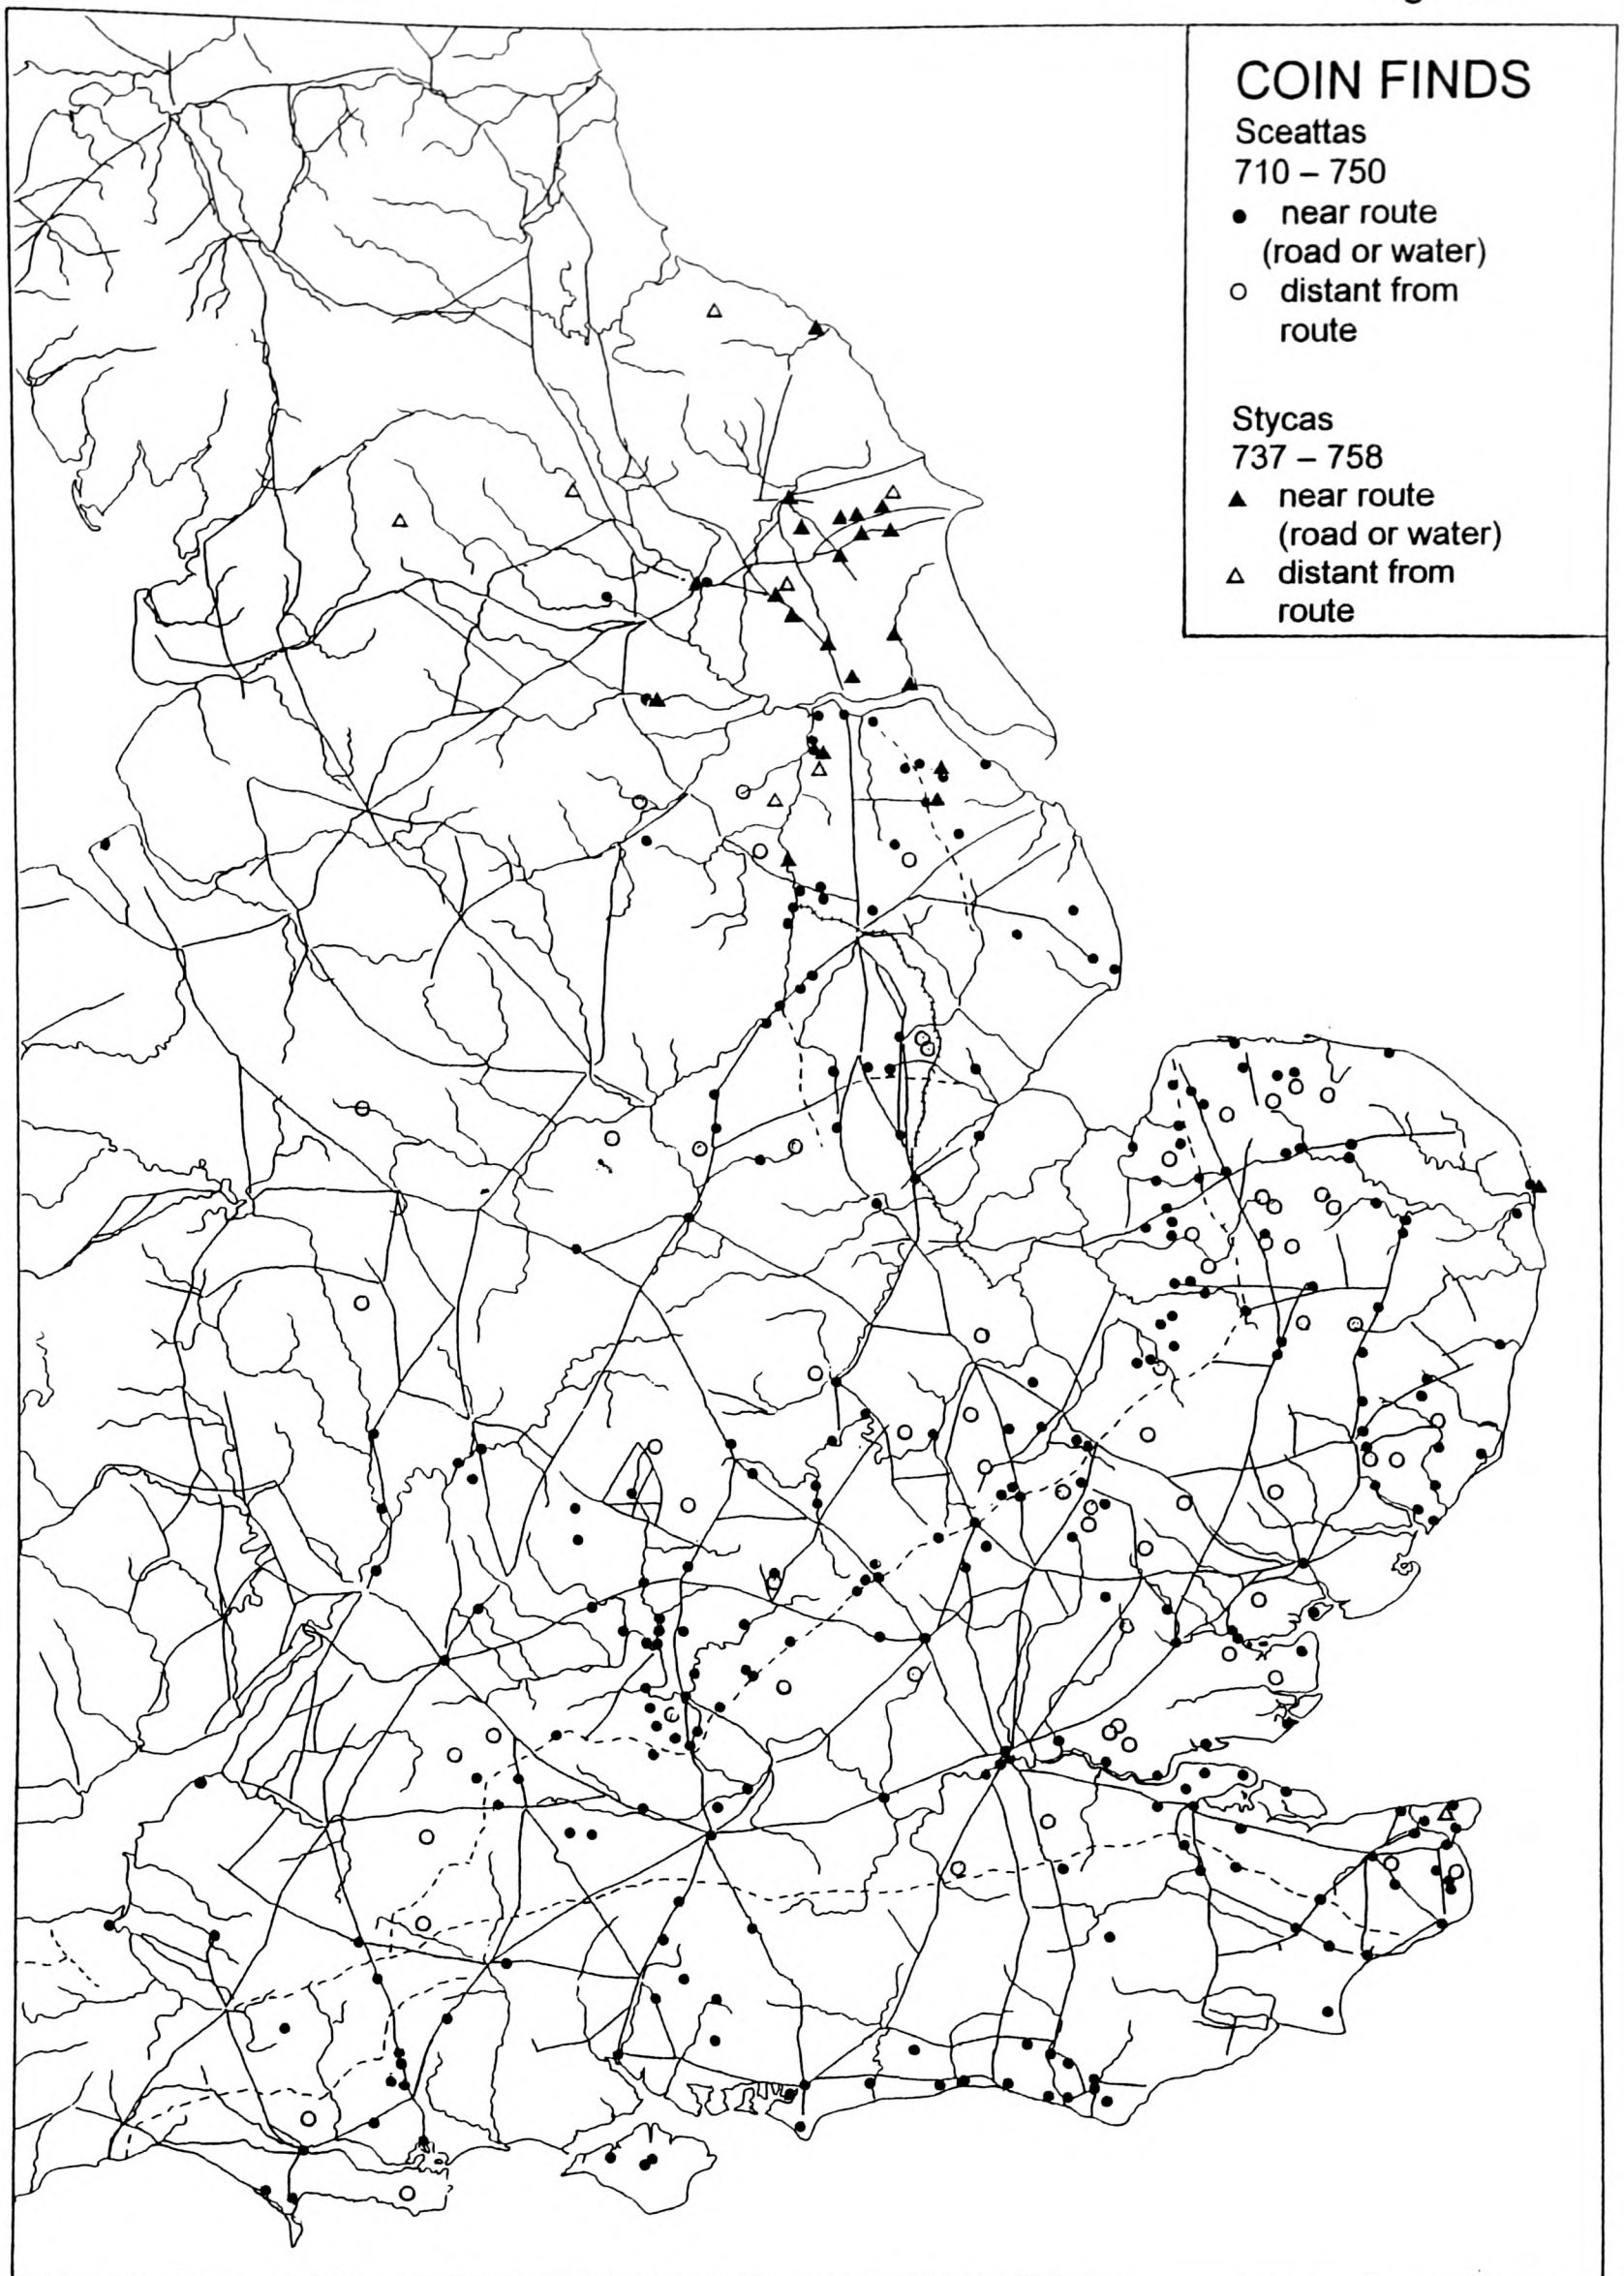 COIN FINDS
Sceattas
710 – 750
near route
(road or water)
distant from
route
Stycas
737 – 758
near route
(road or water)
distant from
route